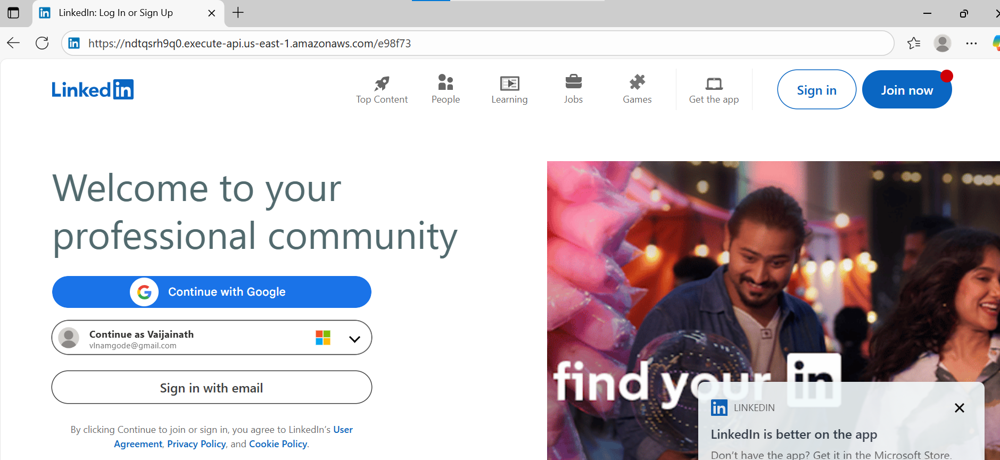 LinkedIn: Log In or Sign Up
https://ndtqsrh9q0.execute-api.us-east-1.amazonaws.com/e98f73
Linked in
Top Content
People
Learning
Jobs
Games
Get the app
Sign in
Join now
Welcome to your
professional community
Continue with Google
Continue as Vaijainath
vlnamgode@gmail.com
Sign in with email
By clicking Continue to join or sign in, you agree to LinkedIn’s User
Agreement, Privacy Policy, and Cookie Policy.
find your in
in LINKEDIN
LinkedIn is better on the app
Don’t have the app? Get it in the Microsoft Store.